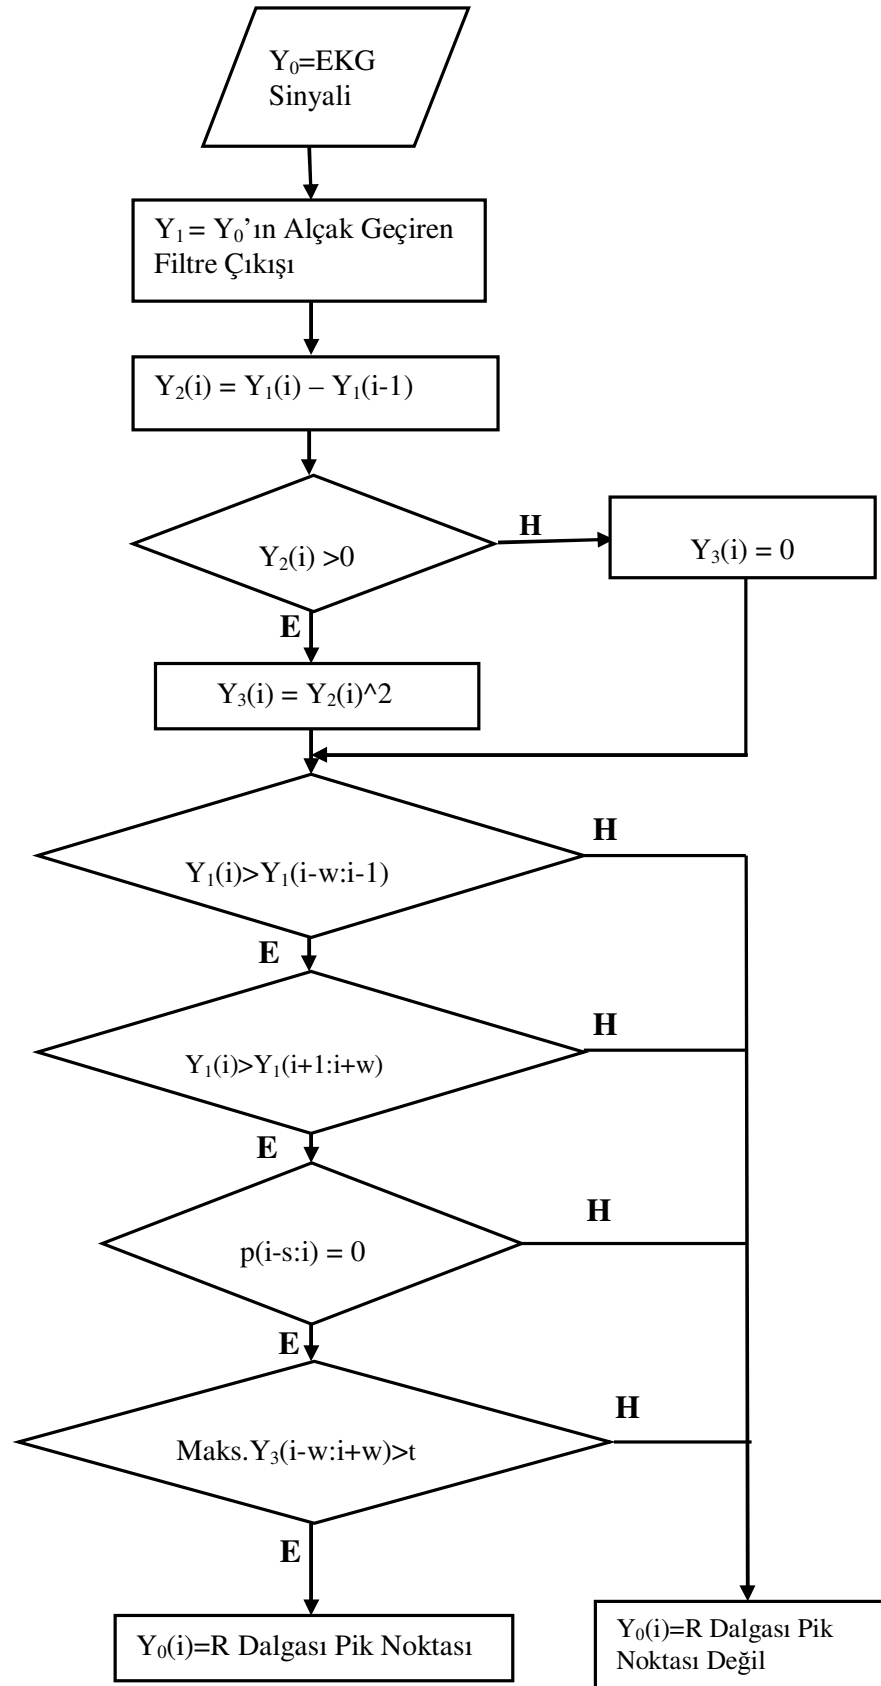 Y₀=EKG
Sinyali
Y₁ = Y₀’ın Alçak Geçiren
Filtre Çıkışı
Y₂(i) = Y₁(i) – Y₁(i-1)
Y₂(i) >0
H
Y₃(i) = 0
E
Y₃(i) = Y₂(i)^2
Y₁(i)>Y₁(i-w:i-1)
H
E
Y₁(i)>Y₁(i+1:i+w)
H
E
p(i-s:i) = 0
H
E
Maks.Y₃(i-w:i+w)>t
H
E
Y₀(i)=R Dalgası Pik Noktası
Y₀(i)=R Dalgası Pik
Noktası Değil